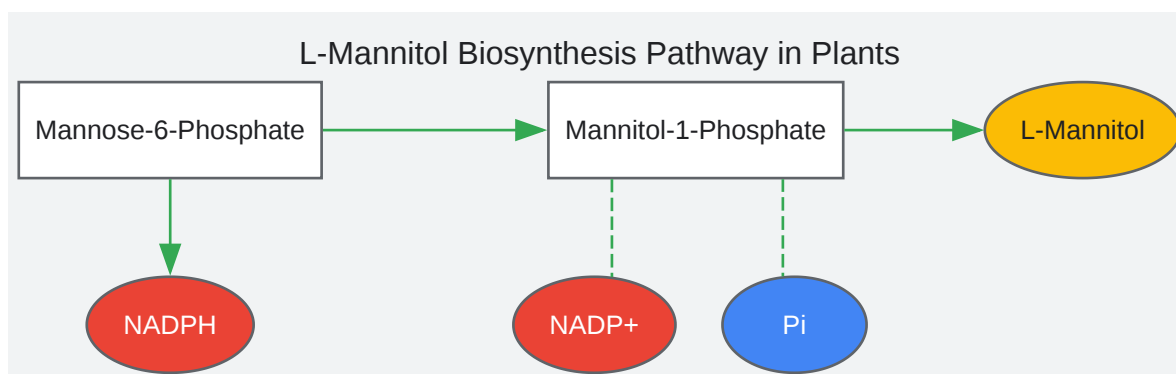 L-Mannitol Biosynthesis Pathway in Plants
Mannose-6-Phosphate
Mannitol-1-Phosphate
L-Mannitol
NADPH
NADP+
Pi